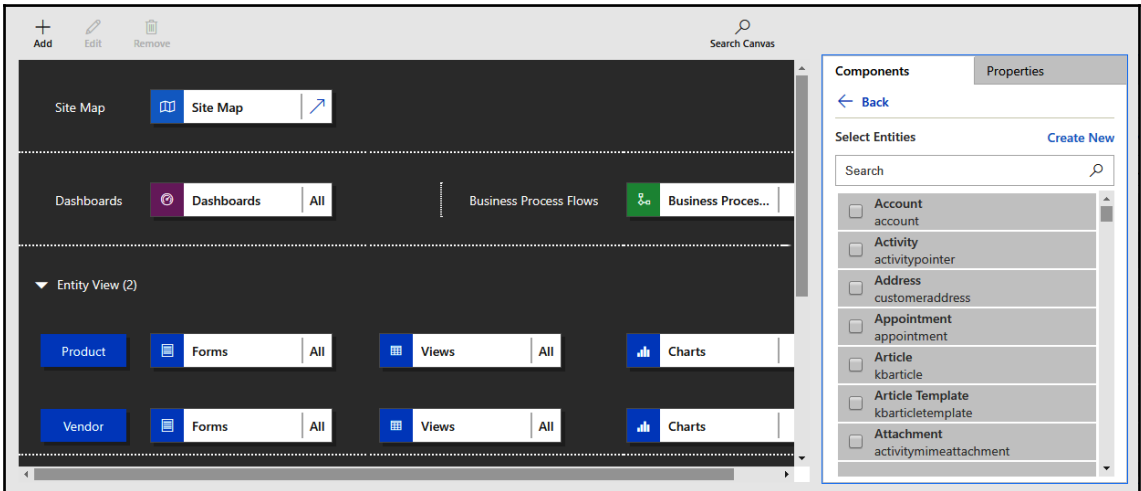 Add
Edit
Remove
Search Canvas
Site Map
Site Map
Dashboards
Dashboards
All
Business Process Flows
Business Proces...
Entity View (2)
Product
Forms
All
Views
All
Charts
Vendor
Forms
All
Views
All
Charts
Components
Properties
Back
Select Entities
Create New
Search
Account
account
Activity
activitypointer
Address
customeraddress
Appointment
appointment
Article
kbarticle
Article Template
kbarticletemplate
Attachment
activitymimeattachment